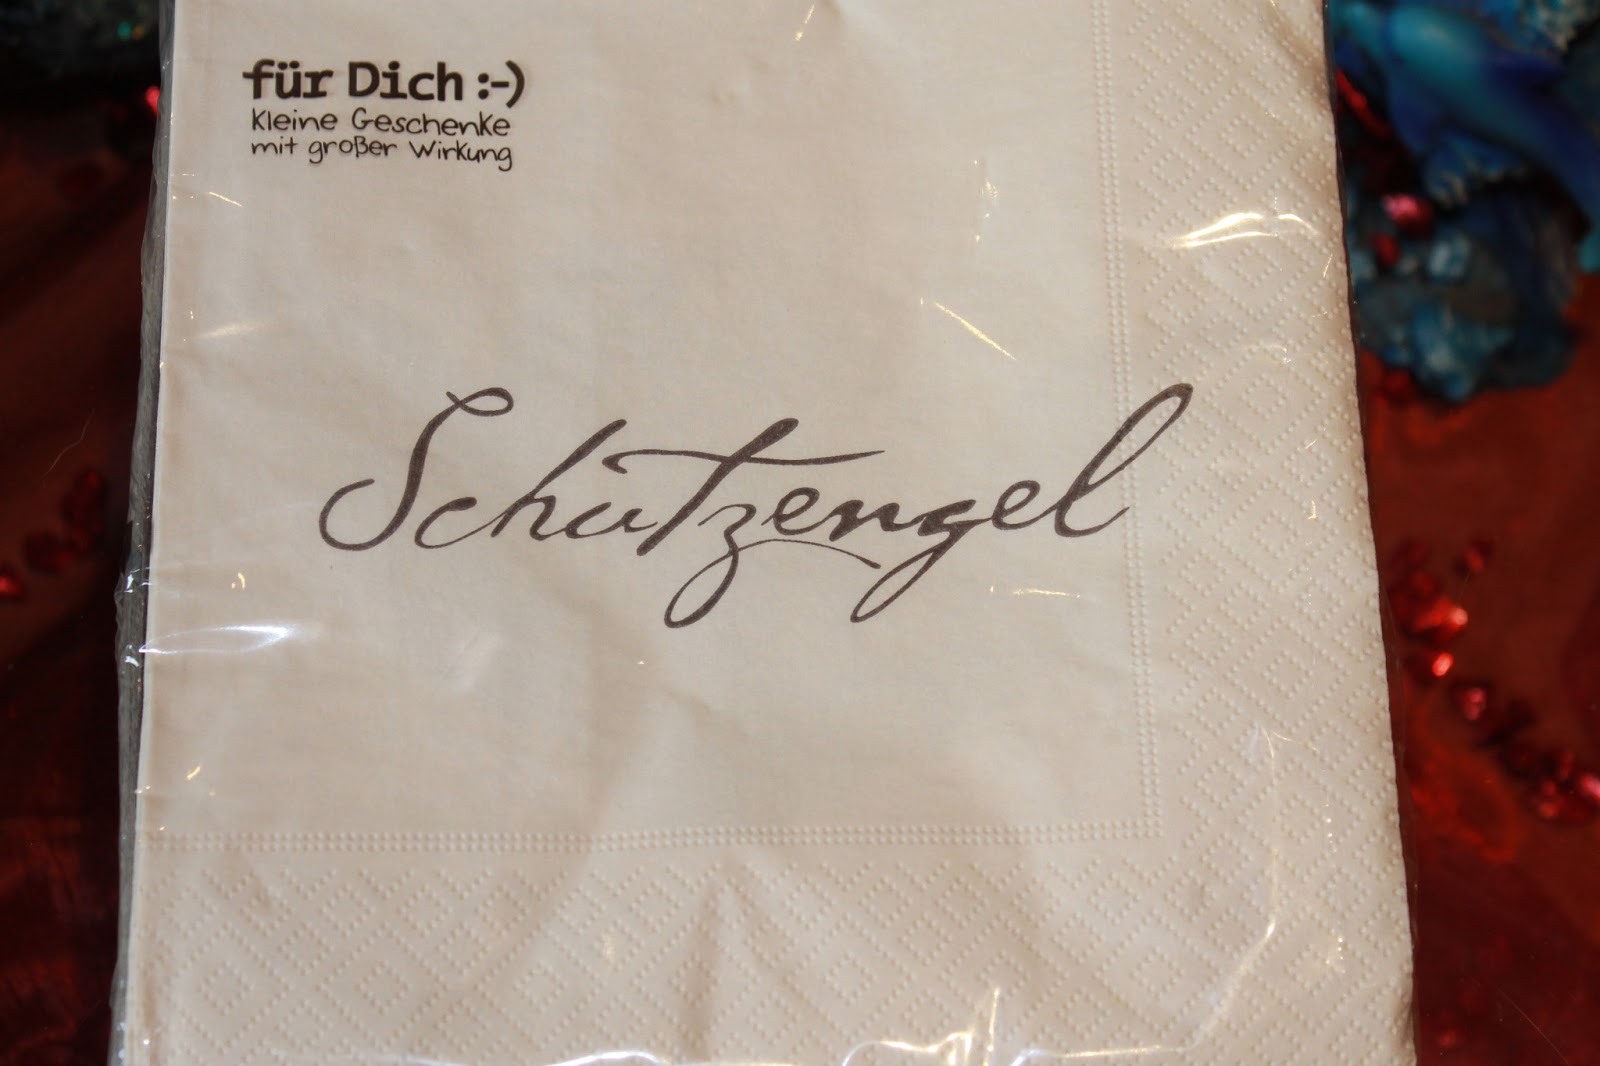 für Dich :-)
Kleine Geschenke
mit großer Wirkung
Schutzengel